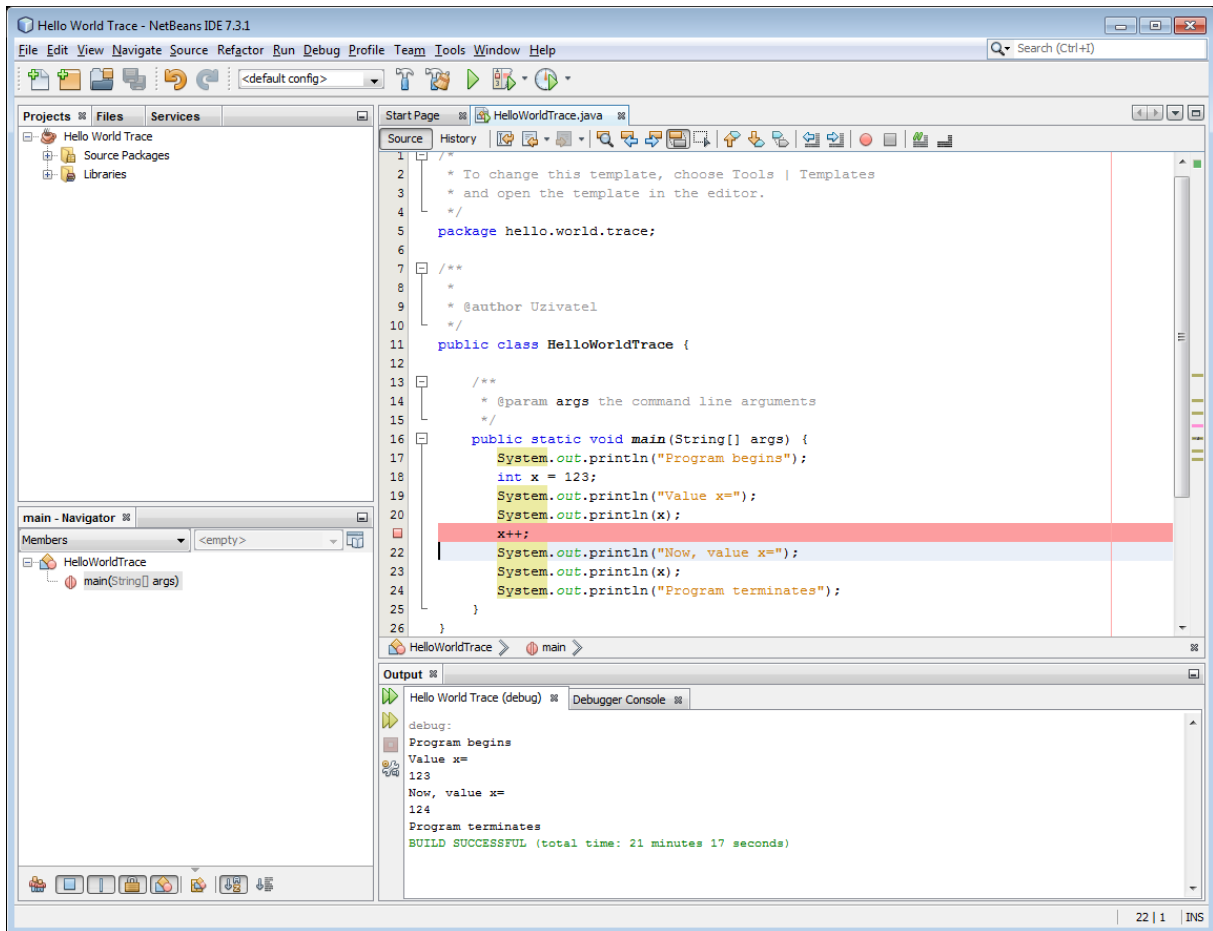 Hello World Trace - NetBeans IDE 7.3.1
File Edit View Navigate Source Refactor Run Debug Profile Team Tools Window Help
Search (Ctrl+I)
<default config>
Projects Files Services
Hello World Trace
Source Packages
Libraries
Start Page HelloWorldTrace.java
Source History
1 /*
2 * To change this template, choose Tools | Templates
3 * and open the template in the editor.
4 */
5 package hello.world.trace;
6
7 /**
8 *
9 * @author Uzivatel
10 */
11 public class HelloWorldTrace {
12
13 /**
14 * @param args the command line arguments
15 */
16 public static void main(String[] args) {
17 System.out.println("Program begins");
18 int x = 123;
19 System.out.println("Value x=");
20 System.out.println(x);
x++;
22 System.out.println("Now, value x=");
23 System.out.println(x);
24 System.out.println("Program terminates");
25 }
26 }
HelloWorldTrace main
main - Navigator
Members <empty>
HelloWorldTrace
main(String[] args)
Output
Hello World Trace (debug) Debugger Console
debug:
Program begins
Value x=
123
Now, value x=
124
Program terminates
BUILD SUCCESSFUL (total time: 21 minutes 17 seconds)
22 | 1 INS